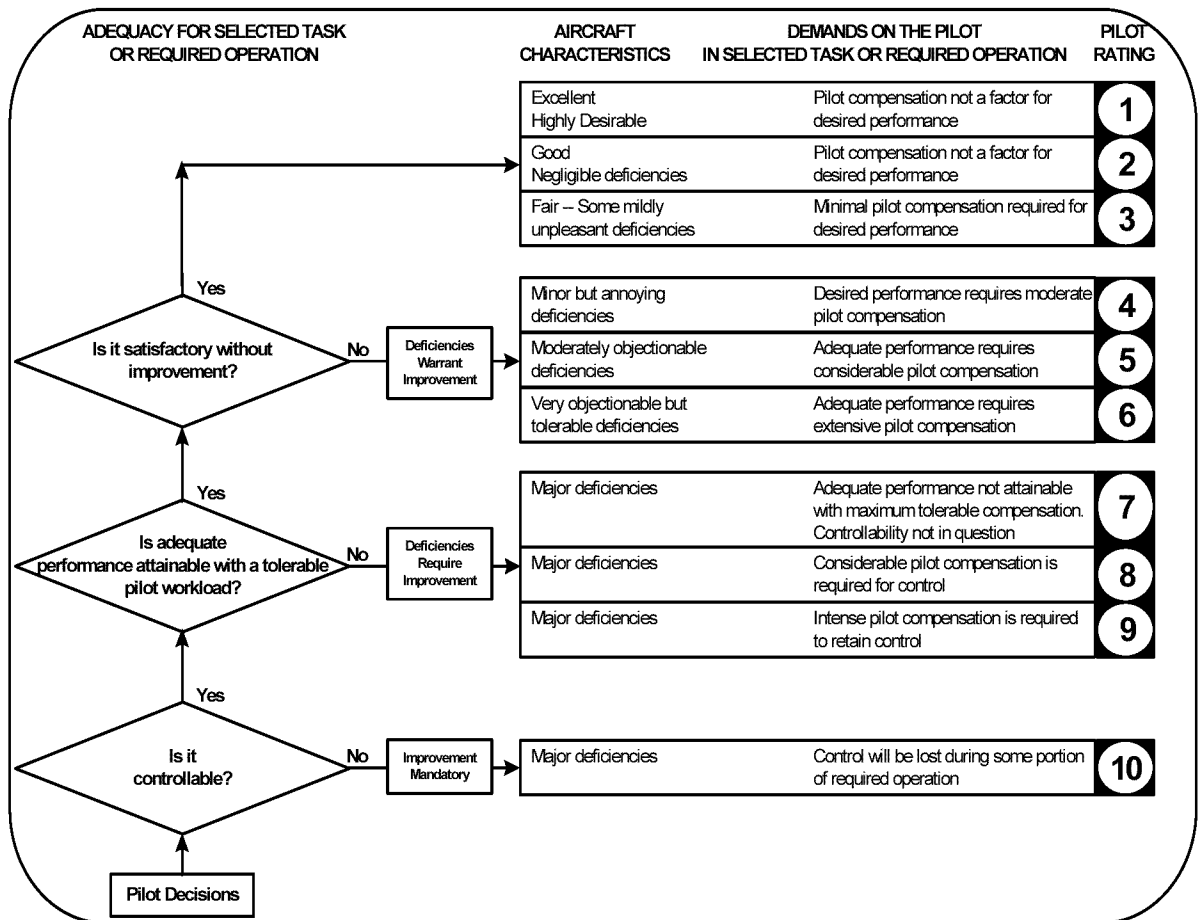 ADEQUACY FOR SELECTED TASK
OR REQUIRED OPERATION
AIRCRAFT
CHARACTERISTICS
DEMANDS ON THE PILOT
IN SELECTED TASK OR REQUIRED OPERATION
PILOT
RATING
Excellent
Highly Desirable
Pilot compensation not a factor for
desired performance
1
Good
Negligible deficiencies
Pilot compensation not a factor for
desired performance
2
Fair -- Some mildly
unpleasant deficiencies
Minimal pilot compensation required for
desired performance
3
Yes
Is it satisfactory without
improvement?
No
Deficiencies
Warrant
Improvement
Minor but annoying
deficiencies
Desired performance requires moderate
pilot compensation
4
Moderately objectionable
deficiencies
Adequate performance requires
considerable pilot compensation
5
Very objectionable but
tolerable deficiencies
Adequate performance requires
extensive pilot compensation
6
Yes
Is adequate
performance attainable with a tolerable
pilot workload?
No
Deficiencies
Require
Improvement
Major deficiencies
Adequate performance not attainable
with maximum tolerable compensation.
Controllability not in question
7
Major deficiencies
Considerable pilot compensation is
required for control
8
Major deficiencies
Intense pilot compensation is required
to retain control
9
Yes
Is it
controllable?
No
Improvement
Mandatory
Major deficiencies
Control will be lost during some portion
of required operation
10
Pilot Decisions